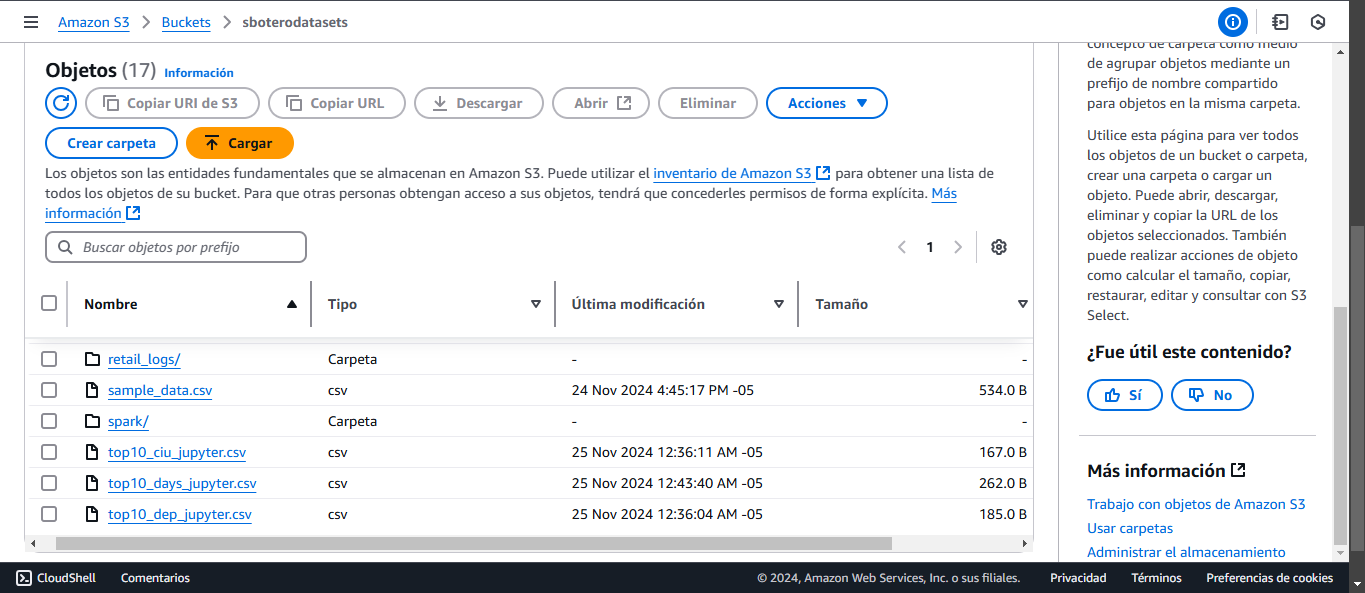 Amazon S3 > Buckets > sboterodatasets
Objetos (17) Información
Copiar URI de S3 Copiar URL Descargar Abrir Eliminar Acciones
Crear carpeta Cargar
Los objetos son las entidades fundamentales que se almacenan en Amazon S3. Puede utilizar el inventario de Amazon S3 para obtener una lista de
todos los objetos de su bucket. Para que otras personas obtengan acceso a sus objetos, tendrá que concederles permisos de forma explícita. Más
información
Buscar objetos por prefijo
1
Nombre Tipo Última modificación Tamaño
retail_logs/ Carpeta - -
sample_data.csv csv 24 Nov 2024 4:45:17 PM -05 534.0 B
spark/ Carpeta - -
top10_ciu_jupyter.csv csv 25 Nov 2024 12:36:11 AM -05 167.0 B
top10_days_jupyter.csv csv 25 Nov 2024 12:43:40 AM -05 262.0 B
top10_dep_jupyter.csv csv 25 Nov 2024 12:36:04 AM -05 185.0 B
concepto de carpeta como medio
de agrupar objetos mediante un
prefijo de nombre compartido
para objetos en la misma carpeta.
Utilice esta página para ver todos
los objetos de un bucket o carpeta,
crear una carpeta o cargar un
objeto. Puede abrir, descargar,
eliminar y copiar la URL de los
objetos seleccionados. También
puede realizar acciones de objeto
como calcular el tamaño, copiar,
restaurar, editar y consultar con S3
Select.
¿Fue útil este contenido?
Sí No
Más información
Trabajo con objetos de Amazon S3
Usar carpetas
Administrar el almacenamiento
CloudShell Comentarios © 2024, Amazon Web Services, Inc. o sus filiales. Privacidad Términos Preferencias de cookies